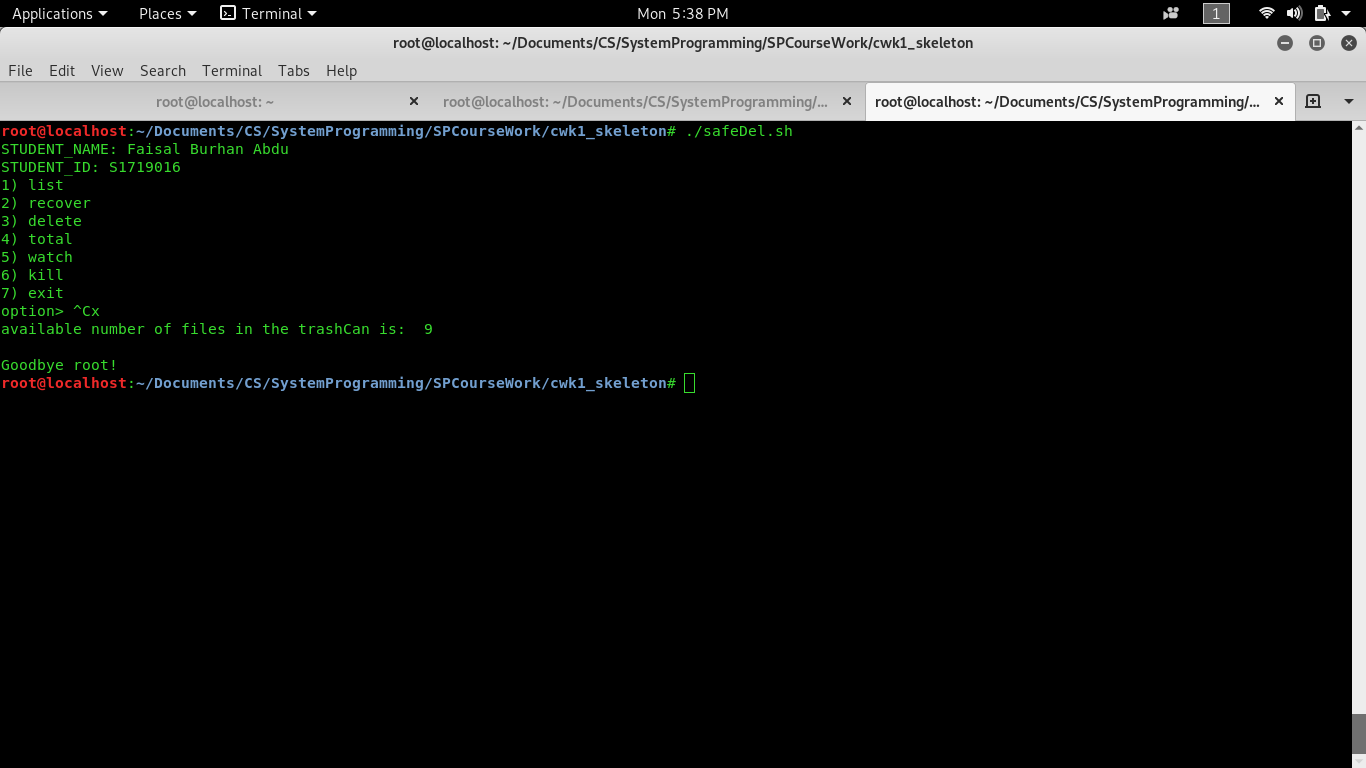 Applications Places Terminal Mon 5:38 PM 1
root@localhost: ~/Documents/CS/SystemProgramming/SPCourseWork/cwk1_skeleton
File Edit View Search Terminal Tabs Help
root@localhost: ~ root@localhost: ~/Documents/CS/SystemProgramming/... root@localhost: ~/Documents/CS/SystemProgramming/...
root@localhost:~/Documents/CS/SystemProgramming/SPCourseWork/cwk1_skeleton# ./safeDel.sh
STUDENT_NAME: Faisal Burhan Abdu
STUDENT_ID: S1719016
1) list
2) recover
3) delete
4) total
5) watch
6) kill
7) exit
option> ^Cx
available number of files in the trashCan is:  9
Goodbye root!
root@localhost:~/Documents/CS/SystemProgramming/SPCourseWork/cwk1_skeleton#